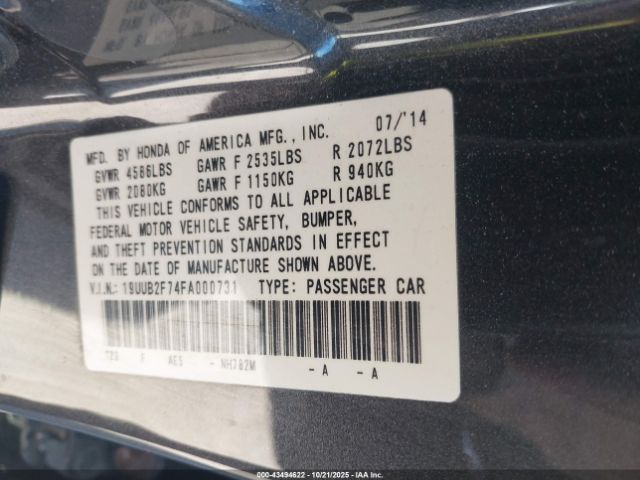 MFD. BY HONDA OF AMERICA MFG., INC. 07/'14
GVWR 4586LBS GAWR F 2535LBS R 2072LBS
GVWR 2080KG GAWR F 1150KG R 940KG
THIS VEHICLE CONFORMS TO ALL APPLICABLE
FEDERAL MOTOR VEHICLE SAFETY, BUMPER,
AND THEFT PREVENTION STANDARDS IN EFFECT
ON THE DATE OF MANUFACTURE SHOWN ABOVE.
V.I.N.: 19UUB2F74FA000731 TYPE: PASSENGER CAR
F AES - NH782M - A - A
000-43494622 - 10/21/2025 - IAA Inc.